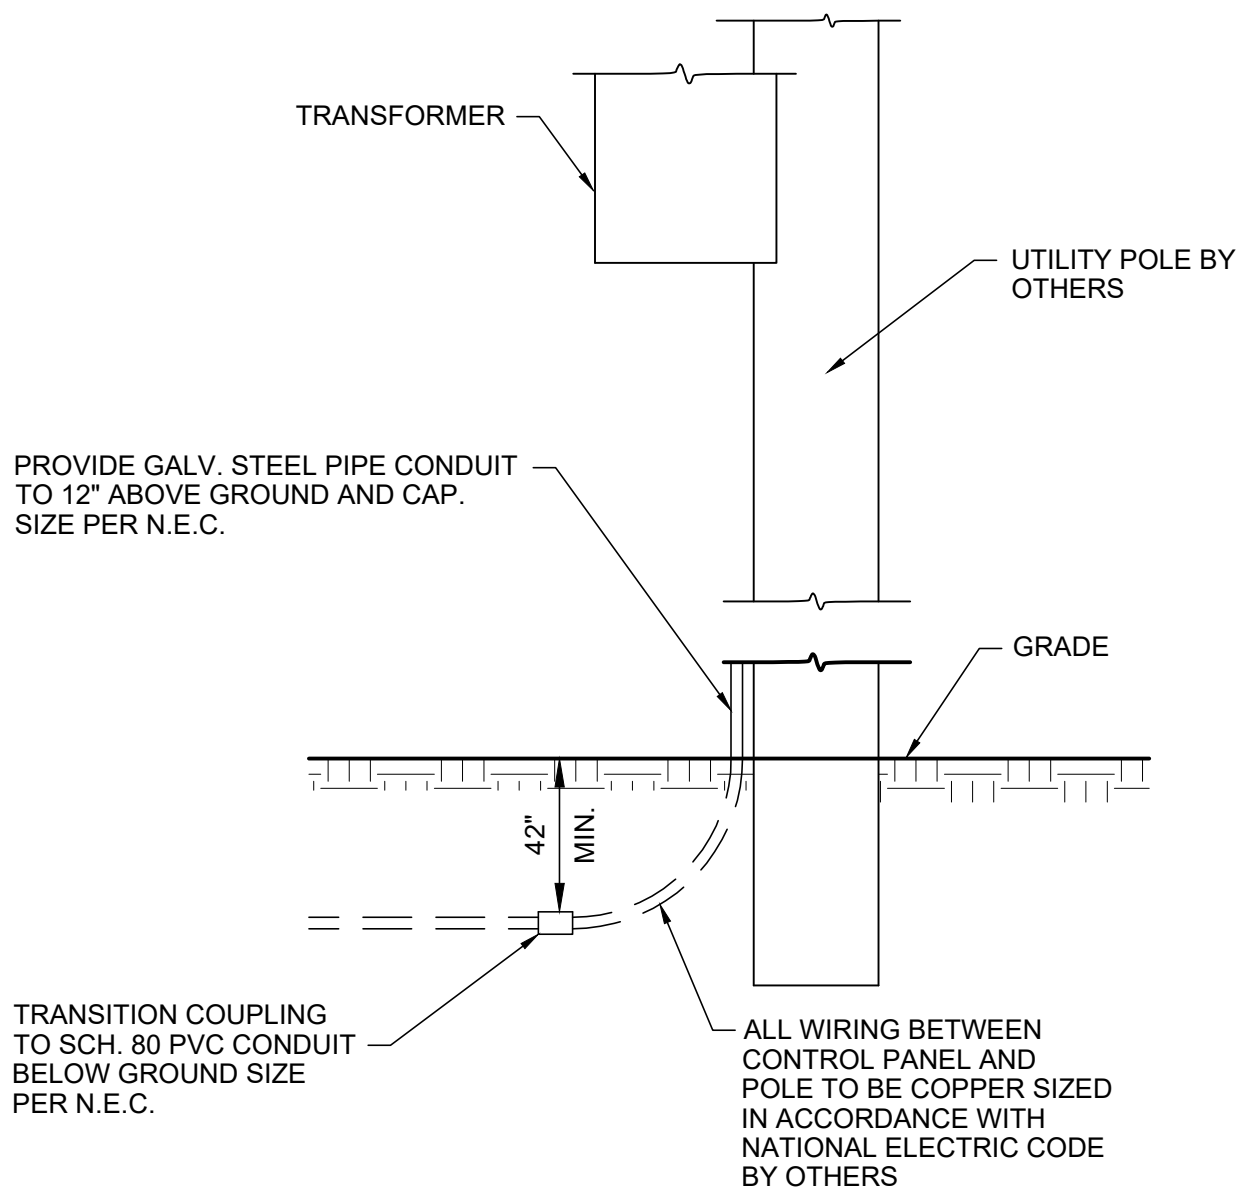 TRANSFORMER
UTILITY POLE BY
OTHERS
PROVIDE GALV. STEEL PIPE CONDUIT
TO 12" ABOVE GROUND AND CAP.
SIZE PER N.E.C.
GRADE
42"
MIN.
TRANSITION COUPLING
TO SCH. 80 PVC CONDUIT
BELOW GROUND SIZE
PER N.E.C.
ALL WIRING BETWEEN
CONTROL PANEL AND
POLE TO BE COPPER SIZED
IN ACCORDANCE WITH
NATIONAL ELECTRIC CODE
BY OTHERS